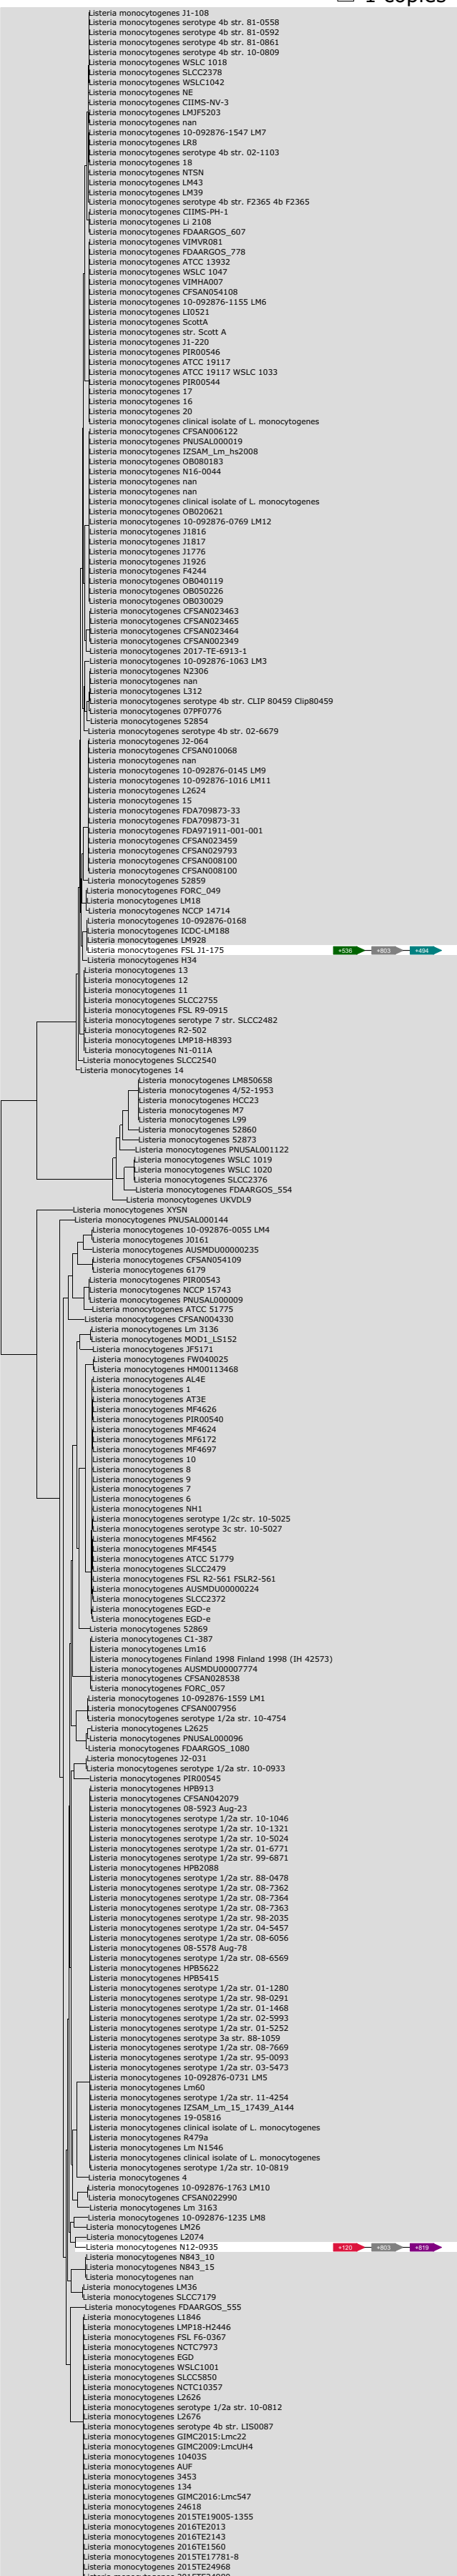 1 copies
Listeria monocytogenes J1-108
Listeria monocytogenes serotype 4b str. 81-0558
Listeria monocytogenes serotype 4b str. 81-0592
Listeria monocytogenes serotype 4b str. 81-0861
Listeria monocytogenes serotype 4b str. 10-0809
Listeria monocytogenes WSLC 1018
Listeria monocytogenes SLCC2378
Listeria monocytogenes WSLC1042
Listeria monocytogenes NE
Listeria monocytogenes CIIMS-NV-3
Listeria monocytogenes LMJF5203
Listeria monocytogenes nan
Listeria monocytogenes 10-092876-1547 LM7
Listeria monocytogenes LR8
Listeria monocytogenes serotype 4b str. 02-1103
Listeria monocytogenes 18
Listeria monocytogenes NTSN
Listeria monocytogenes LM43
Listeria monocytogenes LM39
Listeria monocytogenes serotype 4b str. F2365 4b F2365
Listeria monocytogenes CIIMS-PH-1
Listeria monocytogenes Li 2108
Listeria monocytogenes FDAARGOS_607
Listeria monocytogenes VIMVR081
Listeria monocytogenes FDAARGOS_778
Listeria monocytogenes ATCC 13932
Listeria monocytogenes WSLC 1047
Listeria monocytogenes VIMHA007
Listeria monocytogenes CFSAN054108
Listeria monocytogenes 10-092876-1155 LM6
Listeria monocytogenes LI0521
Listeria monocytogenes ScottA
Listeria monocytogenes str. Scott A
Listeria monocytogenes J1-220
Listeria monocytogenes PIR00546
Listeria monocytogenes ATCC 19117
Listeria monocytogenes ATCC 19117 WSLC 1033
Listeria monocytogenes PIR00544
Listeria monocytogenes 17
Listeria monocytogenes 16
Listeria monocytogenes 20
Listeria monocytogenes clinical isolate of L. monocytogenes
Listeria monocytogenes CFSAN006122
Listeria monocytogenes PNUSAL000019
Listeria monocytogenes IZSAM_Lm_hs2008
Listeria monocytogenes OB080183
Listeria monocytogenes N16-0044
Listeria monocytogenes nan
Listeria monocytogenes nan
Listeria monocytogenes clinical isolate of L. monocytogenes
Listeria monocytogenes OB020621
Listeria monocytogenes 10-092876-0769 LM12
Listeria monocytogenes J1816
Listeria monocytogenes J1817
Listeria monocytogenes J1776
Listeria monocytogenes J1926
Listeria monocytogenes F4244
Listeria monocytogenes OB040119
Listeria monocytogenes OB050226
Listeria monocytogenes OB030029
Listeria monocytogenes CFSAN023463
Listeria monocytogenes CFSAN023465
Listeria monocytogenes CFSAN023464
Listeria monocytogenes CFSAN002349
Listeria monocytogenes 2017-TE-6913-1
Listeria monocytogenes 10-092876-1063 LM3
Listeria monocytogenes N2306
Listeria monocytogenes nan
Listeria monocytogenes L312
Listeria monocytogenes serotype 4b str. CLIP 80459 Clip80459
Listeria monocytogenes 07PF0776
Listeria monocytogenes 52854
Listeria monocytogenes serotype 4b str. 02-6679
Listeria monocytogenes J2-064
Listeria monocytogenes CFSAN010068
Listeria monocytogenes nan
Listeria monocytogenes 10-092876-0145 LM9
Listeria monocytogenes 10-092876-1016 LM11
Listeria monocytogenes L2624
Listeria monocytogenes 15
Listeria monocytogenes FDA709873-33
Listeria monocytogenes FDA709873-31
Listeria monocytogenes FDA971911-001-001
Listeria monocytogenes CFSAN023459
Listeria monocytogenes CFSAN029793
Listeria monocytogenes CFSAN008100
Listeria monocytogenes CFSAN008100
Listeria monocytogenes 52859
Listeria monocytogenes FORC_049
Listeria monocytogenes LM18
Listeria monocytogenes NCCP 14714
Listeria monocytogenes 10-092876-0168
Listeria monocytogenes ICDC-LM188
Listeria monocytogenes LM928
Listeria monocytogenes FSL J1-175 +536 +803 +494
Listeria monocytogenes H34
Listeria monocytogenes 13
Listeria monocytogenes 12
Listeria monocytogenes 11
Listeria monocytogenes SLCC2755
Listeria monocytogenes FSL R9-0915
Listeria monocytogenes serotype 7 str. SLCC2482
Listeria monocytogenes R2-502
Listeria monocytogenes LMP18-H8393
Listeria monocytogenes N1-011A
Listeria monocytogenes SLCC2540
Listeria monocytogenes 14
Listeria monocytogenes LM850658
Listeria monocytogenes 4/52-1953
Listeria monocytogenes HCC23
Listeria monocytogenes M7
Listeria monocytogenes L99
Listeria monocytogenes 52860
Listeria monocytogenes 52873
Listeria monocytogenes PNUSAL001122
Listeria monocytogenes WSLC 1019
Listeria monocytogenes WSLC 1020
Listeria monocytogenes SLCC2376
Listeria monocytogenes FDAARGOS_554
Listeria monocytogenes UKVDL9
Listeria monocytogenes XYSN
Listeria monocytogenes PNUSAL000144
Listeria monocytogenes 10-092876-0055 LM4
Listeria monocytogenes J0161
Listeria monocytogenes AUSMDU00000235
Listeria monocytogenes CFSAN054109
Listeria monocytogenes 6179
Listeria monocytogenes PIR00543
Listeria monocytogenes NCCP 15743
Listeria monocytogenes PNUSAL000009
Listeria monocytogenes ATCC 51775
Listeria monocytogenes CFSAN004330
Listeria monocytogenes Lm 3136
Listeria monocytogenes MOD1_LS152
Listeria monocytogenes JF5171
Listeria monocytogenes FW040025
Listeria monocytogenes HM00113468
Listeria monocytogenes AL4E
Listeria monocytogenes 1
Listeria monocytogenes AT3E
Listeria monocytogenes MF4626
Listeria monocytogenes PIR00540
Listeria monocytogenes MF4624
Listeria monocytogenes MF6172
Listeria monocytogenes MF4697
Listeria monocytogenes 10
Listeria monocytogenes 8
Listeria monocytogenes 9
Listeria monocytogenes 7
Listeria monocytogenes 6
Listeria monocytogenes NH1
Listeria monocytogenes serotype 1/2c str. 10-5025
Listeria monocytogenes serotype 3c str. 10-5027
Listeria monocytogenes MF4562
Listeria monocytogenes MF4545
Listeria monocytogenes ATCC 51779
Listeria monocytogenes SLCC2479
Listeria monocytogenes FSL R2-561 FSLR2-561
Listeria monocytogenes AUSMDU00000224
Listeria monocytogenes SLCC2372
Listeria monocytogenes EGD-e
Listeria monocytogenes EGD-e
Listeria monocytogenes 52869
Listeria monocytogenes C1-387
Listeria monocytogenes Lm16
Listeria monocytogenes Finland 1998 Finland 1998 (IH 42573)
Listeria monocytogenes AUSMDU00007774
Listeria monocytogenes CFSAN028538
Listeria monocytogenes FORC_057
Listeria monocytogenes 10-092876-1559 LM1
Listeria monocytogenes CFSAN007956
Listeria monocytogenes serotype 1/2a str. 10-4754
Listeria monocytogenes L2625
Listeria monocytogenes PNUSAL000096
Listeria monocytogenes FDAARGOS_1080
Listeria monocytogenes J2-031
Listeria monocytogenes serotype 1/2a str. 10-0933
Listeria monocytogenes PIR00545
Listeria monocytogenes HPB913
Listeria monocytogenes CFSAN042079
Listeria monocytogenes 08-5923 Aug-23
Listeria monocytogenes serotype 1/2a str. 10-1046
Listeria monocytogenes serotype 1/2a str. 10-1321
Listeria monocytogenes serotype 1/2a str. 10-5024
Listeria monocytogenes serotype 1/2a str. 01-6771
Listeria monocytogenes serotype 1/2a str. 99-6871
Listeria monocytogenes HPB2088
Listeria monocytogenes serotype 1/2a str. 88-0478
Listeria monocytogenes serotype 1/2a str. 08-7362
Listeria monocytogenes serotype 1/2a str. 08-7364
Listeria monocytogenes serotype 1/2a str. 08-7363
Listeria monocytogenes serotype 1/2a str. 98-2035
Listeria monocytogenes serotype 1/2a str. 04-5457
Listeria monocytogenes serotype 1/2a str. 08-6056
Listeria monocytogenes 08-5578 Aug-78
Listeria monocytogenes serotype 1/2a str. 08-6569
Listeria monocytogenes HPB5622
Listeria monocytogenes HPB5415
Listeria monocytogenes serotype 1/2a str. 01-1280
Listeria monocytogenes serotype 1/2a str. 98-0291
Listeria monocytogenes serotype 1/2a str. 01-1468
Listeria monocytogenes serotype 1/2a str. 02-5993
Listeria monocytogenes serotype 1/2a str. 01-5252
Listeria monocytogenes serotype 3a str. 88-1059
Listeria monocytogenes serotype 1/2a str. 08-7669
Listeria monocytogenes serotype 1/2a str. 95-0093
Listeria monocytogenes serotype 1/2a str. 03-5473
Listeria monocytogenes 10-092876-0731 LM5
Listeria monocytogenes Lm60
Listeria monocytogenes serotype 1/2a str. 11-4254
Listeria monocytogenes IZSAM_Lm_15_17439_A144
Listeria monocytogenes 19-05816
Listeria monocytogenes clinical isolate of L. monocytogenes
Listeria monocytogenes R479a
Listeria monocytogenes Lm N1546
Listeria monocytogenes clinical isolate of L. monocytogenes
Listeria monocytogenes serotype 1/2a str. 10-0819
Listeria monocytogenes 4
Listeria monocytogenes 10-092876-1763 LM10
Listeria monocytogenes CFSAN022990
Listeria monocytogenes Lm 3163
Listeria monocytogenes 10-092876-1235 LM8
Listeria monocytogenes LM26
Listeria monocytogenes L2074
Listeria monocytogenes N12-0935 +120 +803 +819
Listeria monocytogenes N843_10
Listeria monocytogenes N843_15
Listeria monocytogenes nan
Listeria monocytogenes LM36
Listeria monocytogenes SLCC7179
Listeria monocytogenes FDAARGOS_555
Listeria monocytogenes L1846
Listeria monocytogenes LMP18-H2446
Listeria monocytogenes FSL F6-0367
Listeria monocytogenes NCTC7973
Listeria monocytogenes EGD
Listeria monocytogenes WSLC1001
Listeria monocytogenes SLCC5850
Listeria monocytogenes NCTC10357
Listeria monocytogenes L2626
Listeria monocytogenes serotype 1/2a str. 10-0812
Listeria monocytogenes L2676
Listeria monocytogenes serotype 4b str. LIS0087
Listeria monocytogenes GIMC2015:Lmc22
Listeria monocytogenes GIMC2009:LmcUH4
Listeria monocytogenes 10403S
Listeria monocytogenes AUF
Listeria monocytogenes 3453
Listeria monocytogenes 134
Listeria monocytogenes GIMC2016:Lmc547
Listeria monocytogenes 24618
Listeria monocytogenes 2015TE19005-1355
Listeria monocytogenes 2016TE2013
Listeria monocytogenes 2016TE2143
Listeria monocytogenes 2016TE1560
Listeria monocytogenes 2015TE17781-8
Listeria monocytogenes 2015TE24968